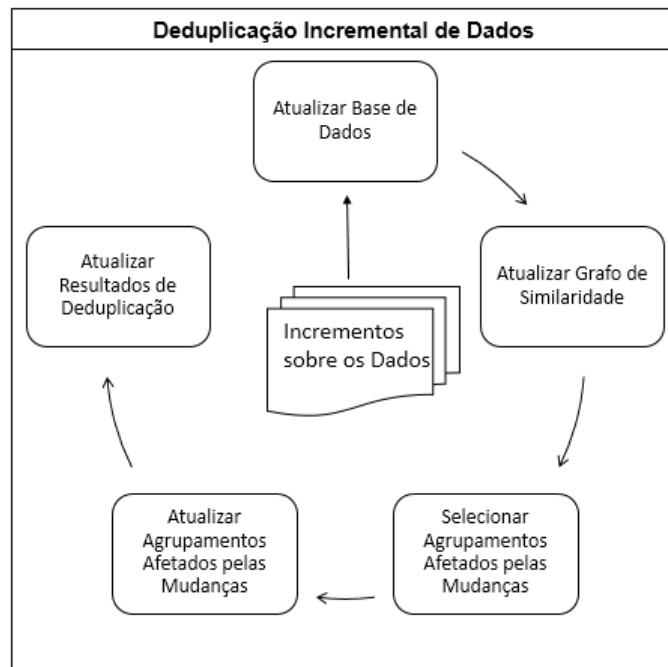 Deduplicação Incremental de Dados
Atualizar Base de
Dados
Atualizar Grafo de
Similaridade
Selecionar
Agrupamentos
Afetados pelas
Mudanças
Atualizar
Agrupamentos
Afetados pelas
Mudanças
Atualizar
Resultados de
Deduplicação
Incrementos
sobre os Dados